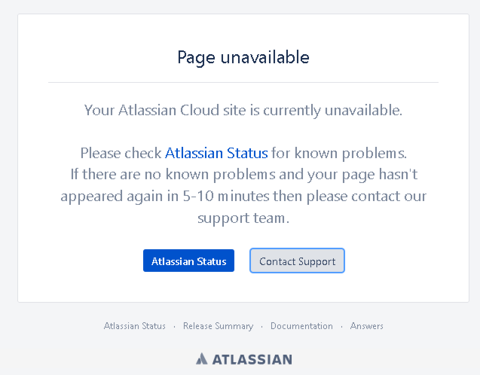 Page unavailable
Your Atlassian Cloud site is currently unavailable.
Please check Atlassian Status for known problems.
If there are no known problems and your page hasn't
appeared again in 5-10 minutes then please contact our
support team.
Atlassian Status Contact Support
Atlassian Status · Release Summary · Documentation · Answers
ATLASSIAN